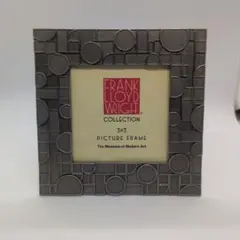 FRANK
LLOYD
WRIGHT
COLLECTION
3x3
PICTURE FRAME
The Museum of Modern Art